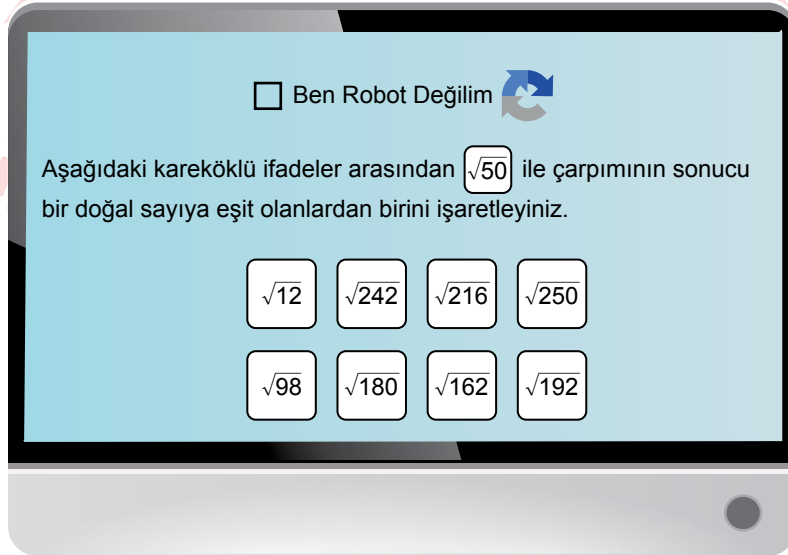 Ben Robot Değilim
Aşağıdaki kareköklü ifadeler arasından √50 ile çarpımının sonucu
bir doğal sayıya eşit olanlardan birini işaretleyiniz.
√12 √242 √216 √250
√98 √180 √162 √192